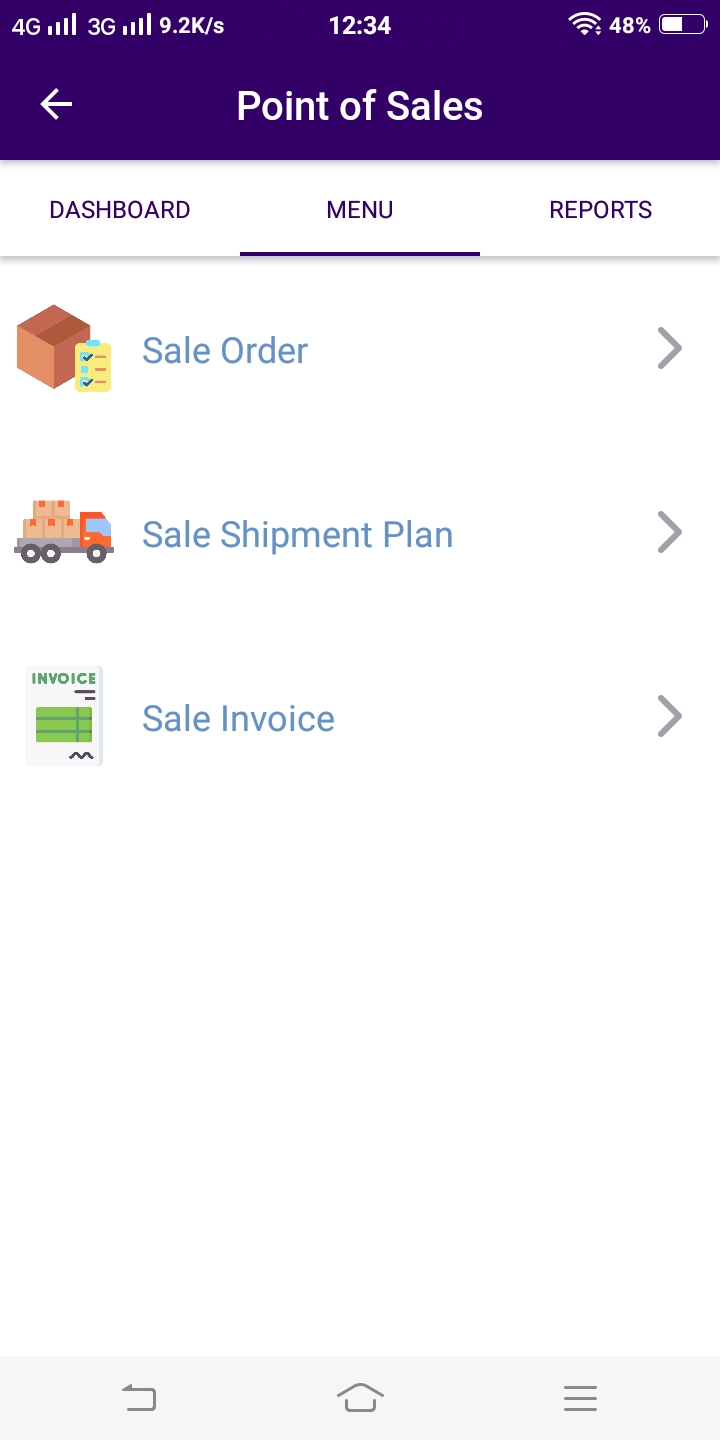 4G 3G 9.2K/s 12:34 48%
Point of Sales
DASHBOARD MENU REPORTS
Sale Order
Sale Shipment Plan
INVOICE
Sale Invoice